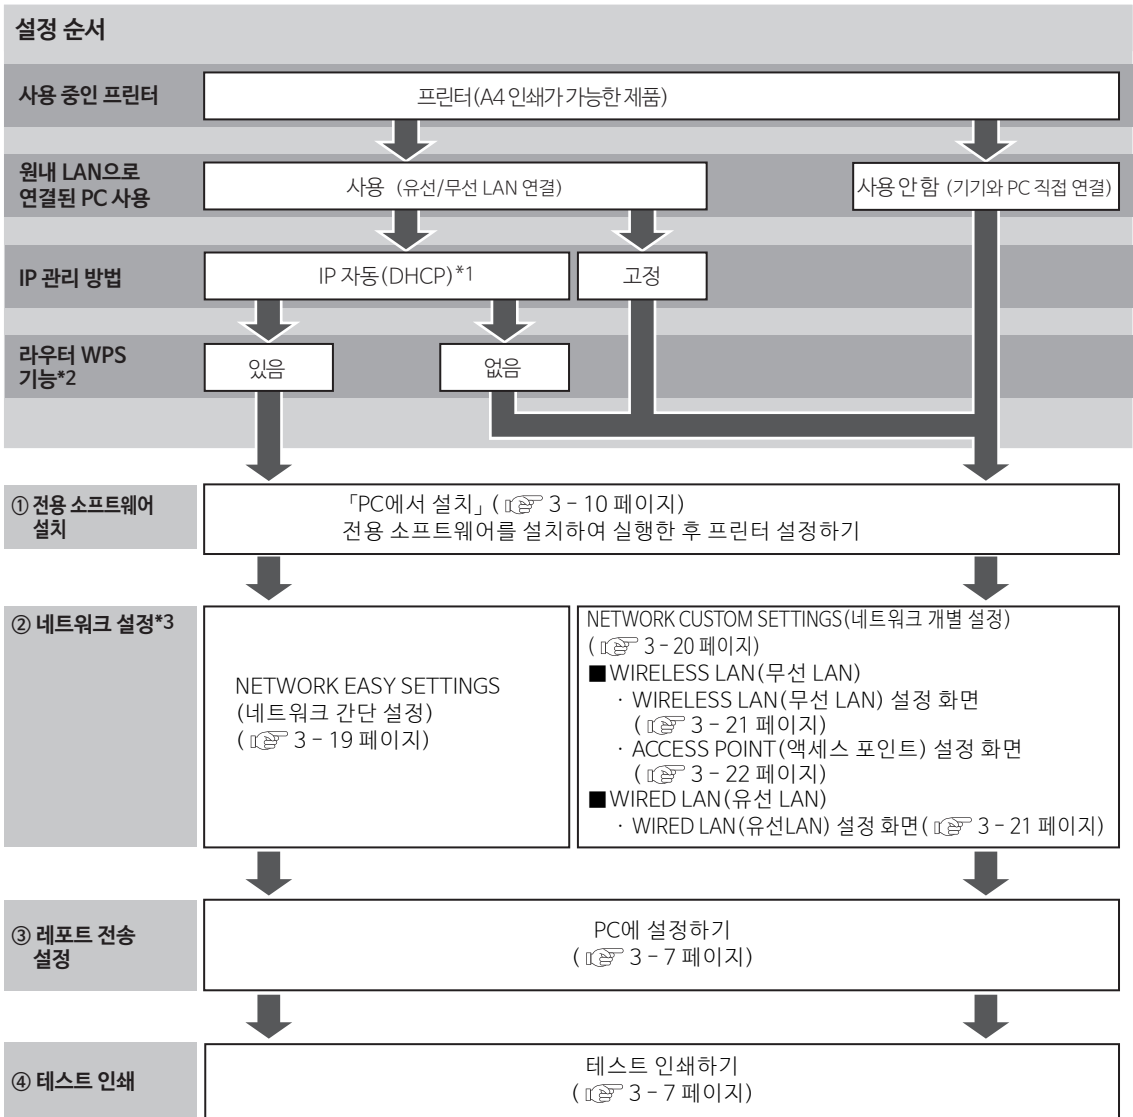 설정 순서
사용 중인 프린터
프린터(A4 인쇄가 가능한 제품)
원내 LAN으로
연결된 PC 사용
사용 (유선/무선 LAN 연결)
사용안함 (기기와 PC 직접 연결)
IP 관리 방법
IP 자동(DHCP)*1
고정
라우터 WPS
기능*2
있음
없음
① 전용 소프트웨어
설치
「PC에서 설치」( ☞ 3 – 10 페이지)
전용 소프트웨어를 설치하여 실행한 후 프린터 설정하기
② 네트워크 설정*3
NETWORK EASY SETTINGS
(네트워크 간단 설정)
( ☞ 3 – 19 페이지)
NETWORK CUSTOM SETTINGS(네트워크 개별 설정)
( ☞ 3 – 20 페이지)
■WIRELESS LAN(무선 LAN)
· WIRELESS LAN(무선 LAN) 설정 화면
( ☞ 3 – 21 페이지)
· ACCESS POINT(액세스 포인트) 설정 화면
( ☞ 3 – 22 페이지)
■WIRED LAN(유선 LAN)
· WIRED LAN(유선LAN) 설정 화면( ☞ 3 – 21 페이지)
③ 레포트 전송
설정
PC에 설정하기
( ☞ 3 – 7 페이지)
④ 테스트 인쇄
테스트 인쇄하기
( ☞ 3 – 7 페이지)